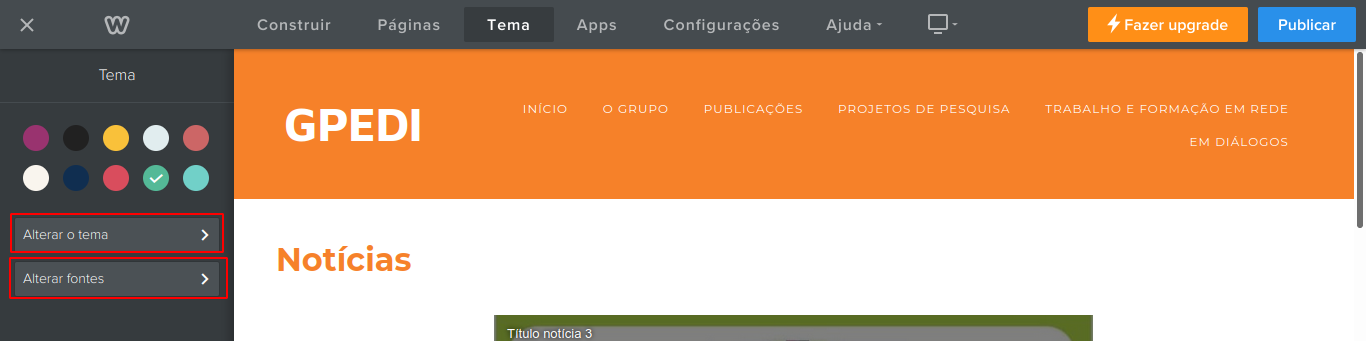 Construir Páginas Tema Apps Configurações Ajuda Fazer upgrade Publicar
Tema
Alterar o tema
Alterar fontes
GPEDI
INÍCIO O GRUPO PUBLICAÇÕES PROJETOS DE PESQUISA TRABALHO E FORMAÇÃO EM REDE
EM DIÁLOGOS
Notícias
Título notícia 3